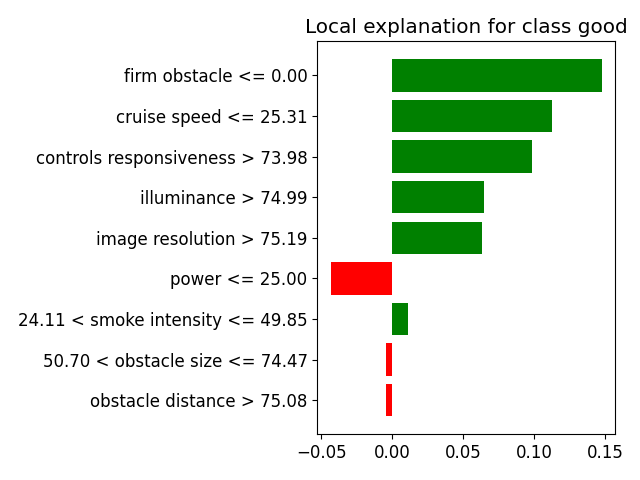 Local explanation for class good
firm obstacle <= 0.00
cruise speed <= 25.31
controls responsiveness > 73.98
illuminance > 74.99
image resolution > 75.19
power <= 25.00
24.11 < smoke intensity <= 49.85
50.70 < obstacle size <= 74.47
obstacle distance > 75.08
−0.05 0.00 0.05 0.10 0.15